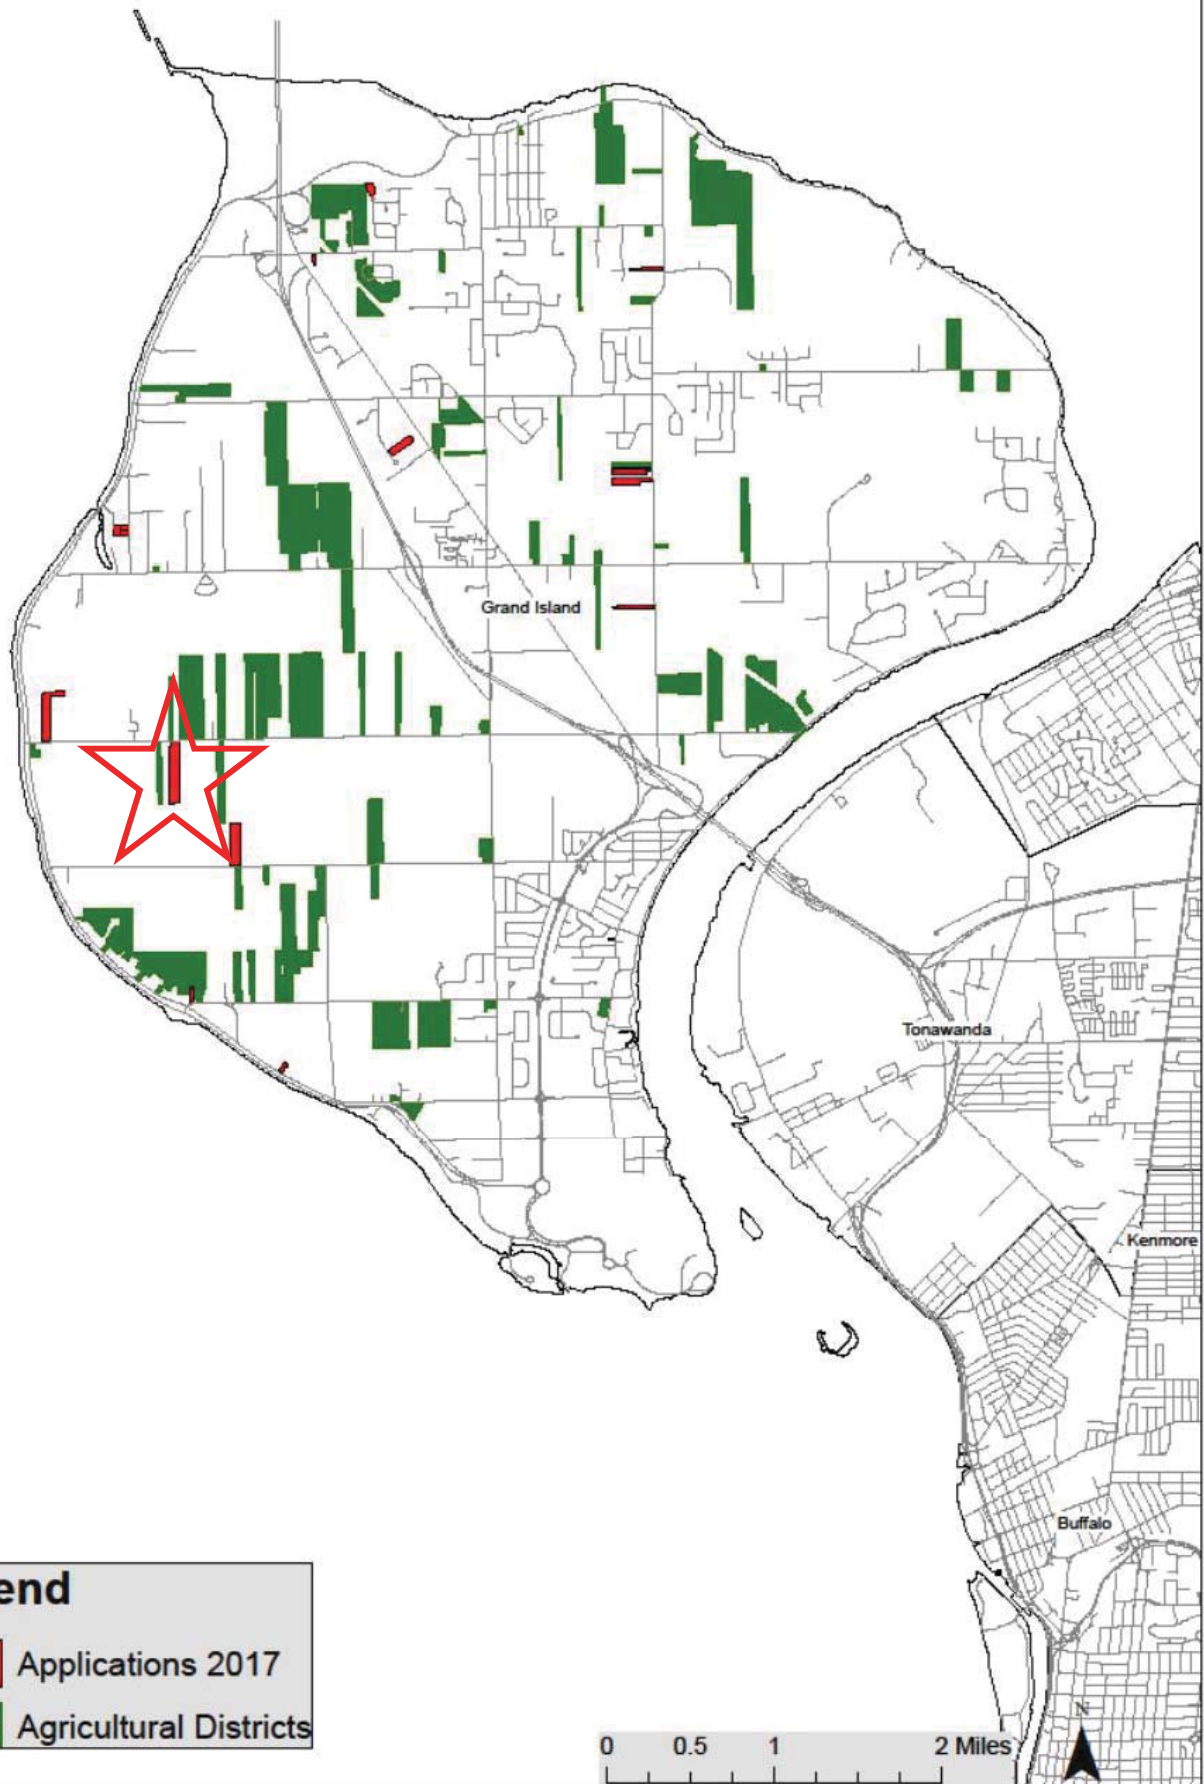 Grand Island
Tonawanda
Kenmore
Buffalo
end
Applications 2017
Agricultural Districts
0 0.5 1 2 Miles
N